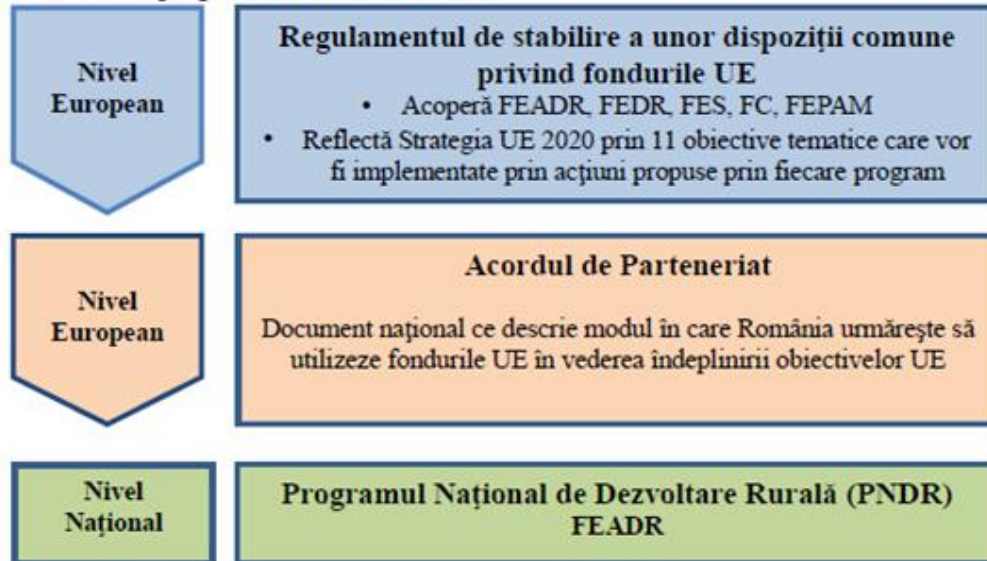 Nivel
European
Regulamentul de stabilire a unor dispoziții comune
privind fondurile UE
• Acoperă FEADR, FEDR, FES, FC, FEPAM
• Reflectă Strategia UE 2020 prin 11 obiective tematice care vor
fi implementate prin acțiuni propuse prin fiecare program
Nivel
European
Acordul de Parteneriat
Document național ce descrie modul în care România urmărește să
utilizeze fondurile UE în vederea îndeplinirii obiectivelor UE
Nivel
Național
Programul Național de Dezvoltare Rurală (PNDR)
FEADR